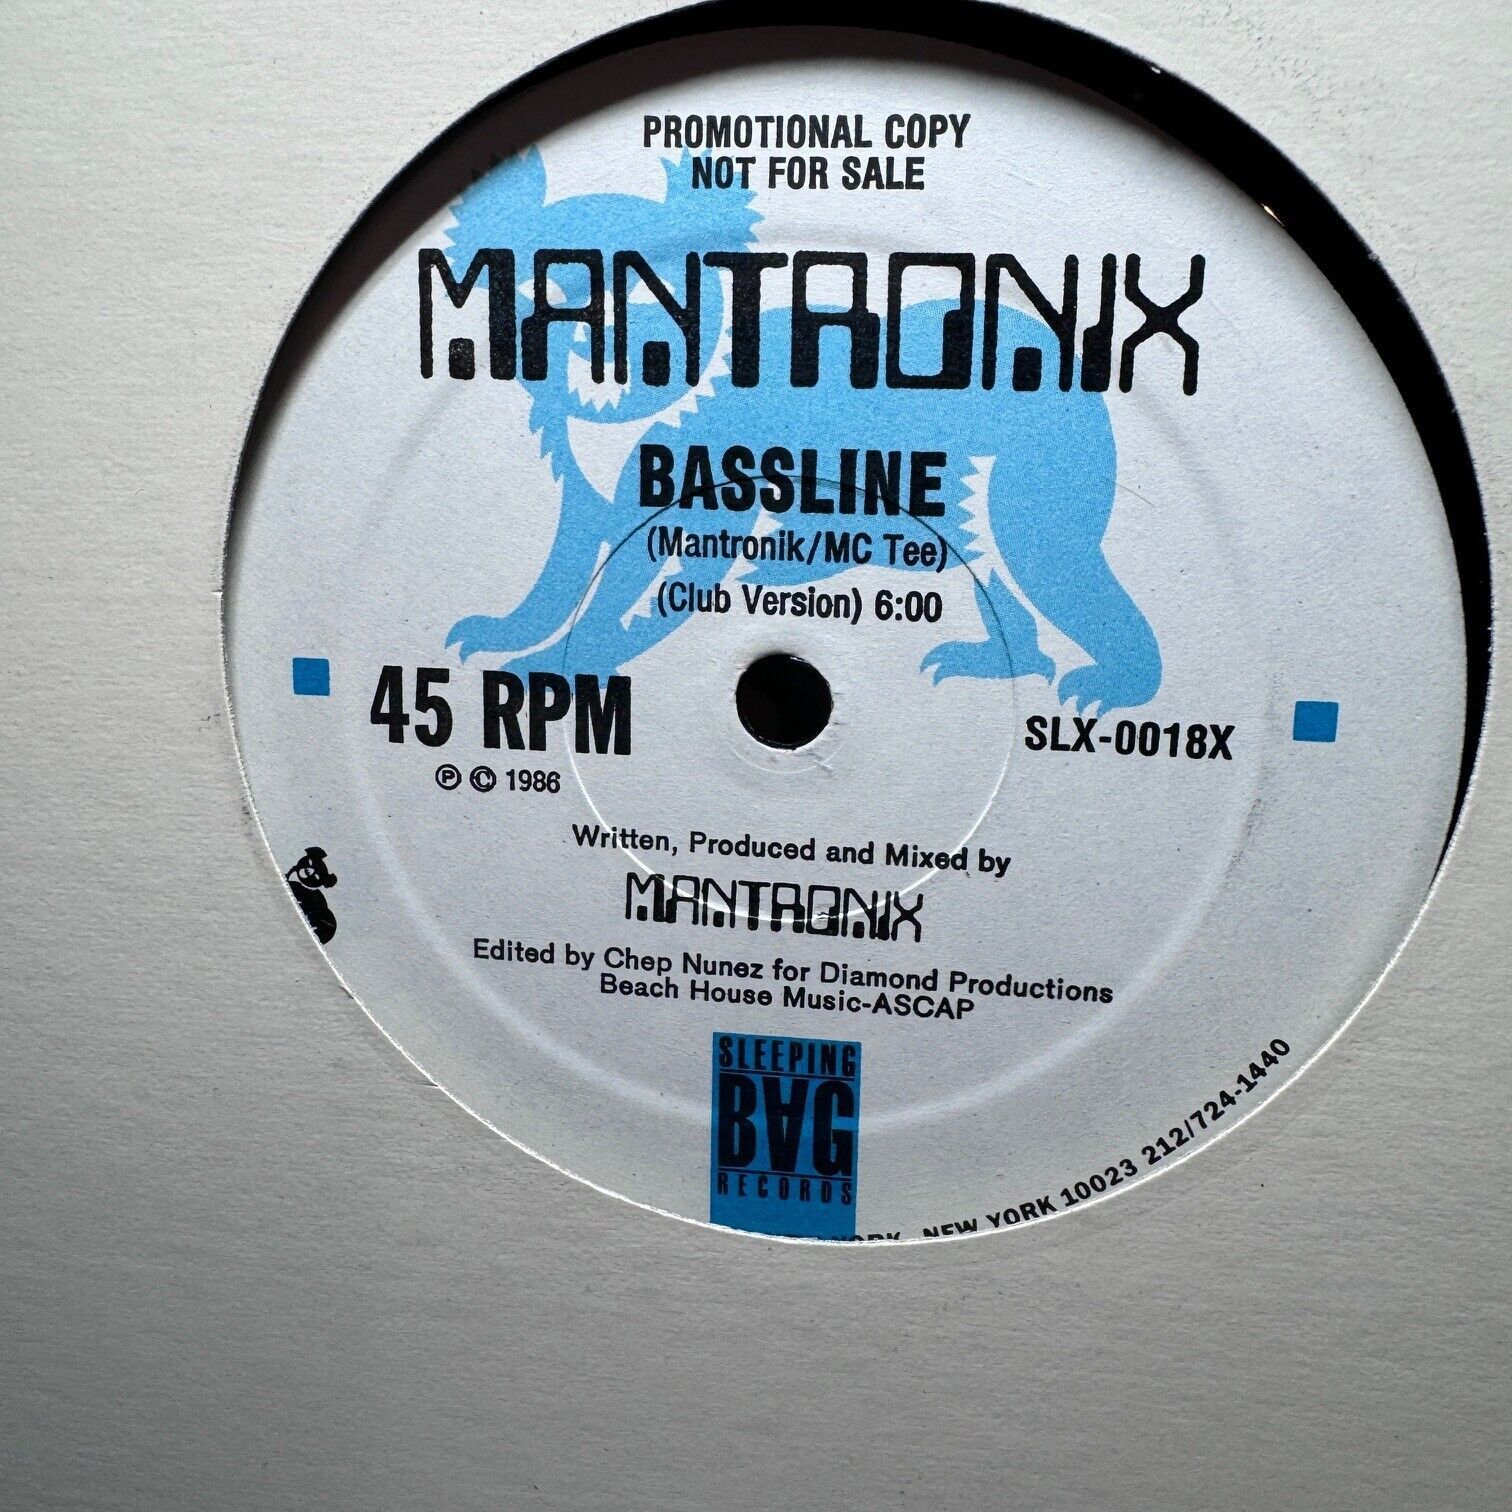 PROMOTIONAL COPY
NOT FOR SALE
MANTRONIX
BASSLINE
(Mantronik/MC Tee)
(Club Version) 6:00
45 RPM
SLX-0018X
℗ © 1986
Written, Produced and Mixed by
MANTRONIX
Edited by Chep Nunez for Diamond Productions
Beach House Music-ASCAP
SLEEPING
BAG
RECORDS
YORK, NEW YORK 10023 212/724-1440